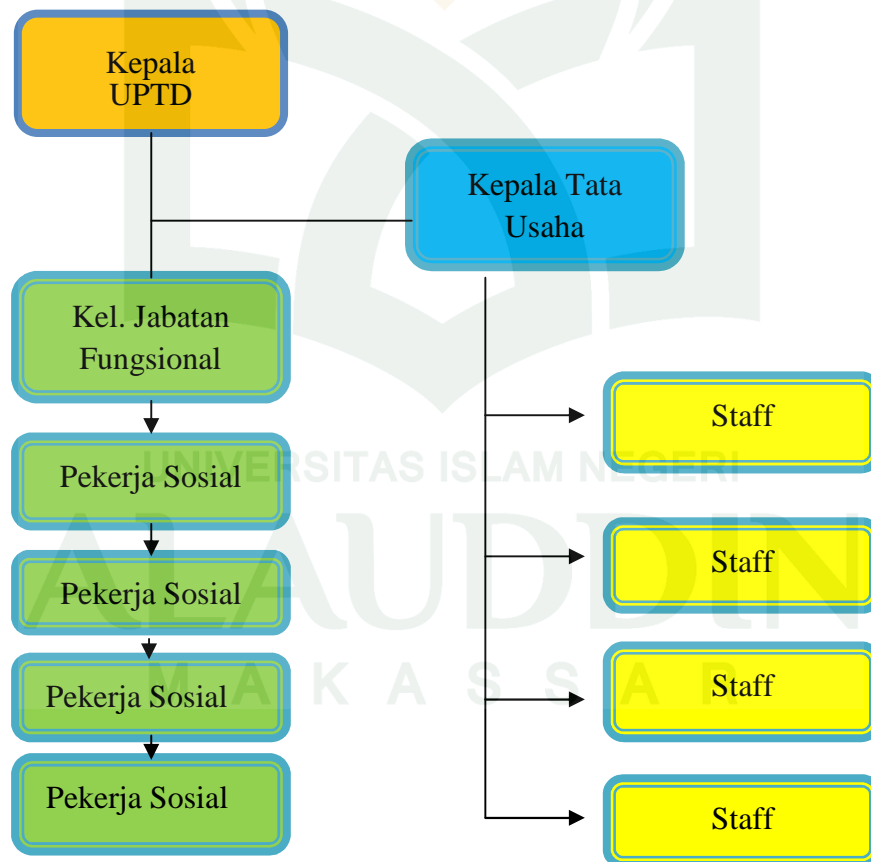 Kepala
UPTD
Kepala Tata
Usaha
Kel. Jabatan
Fungsional
Staff
Pekerja Sosial
UNIVERSITAS ISLAM NEGERI
Staff
Pekerja Sosial
ALAUDDIN
Staff
Pekerja Sosial
MAKASSAR
Pekerja Sosial
Staff